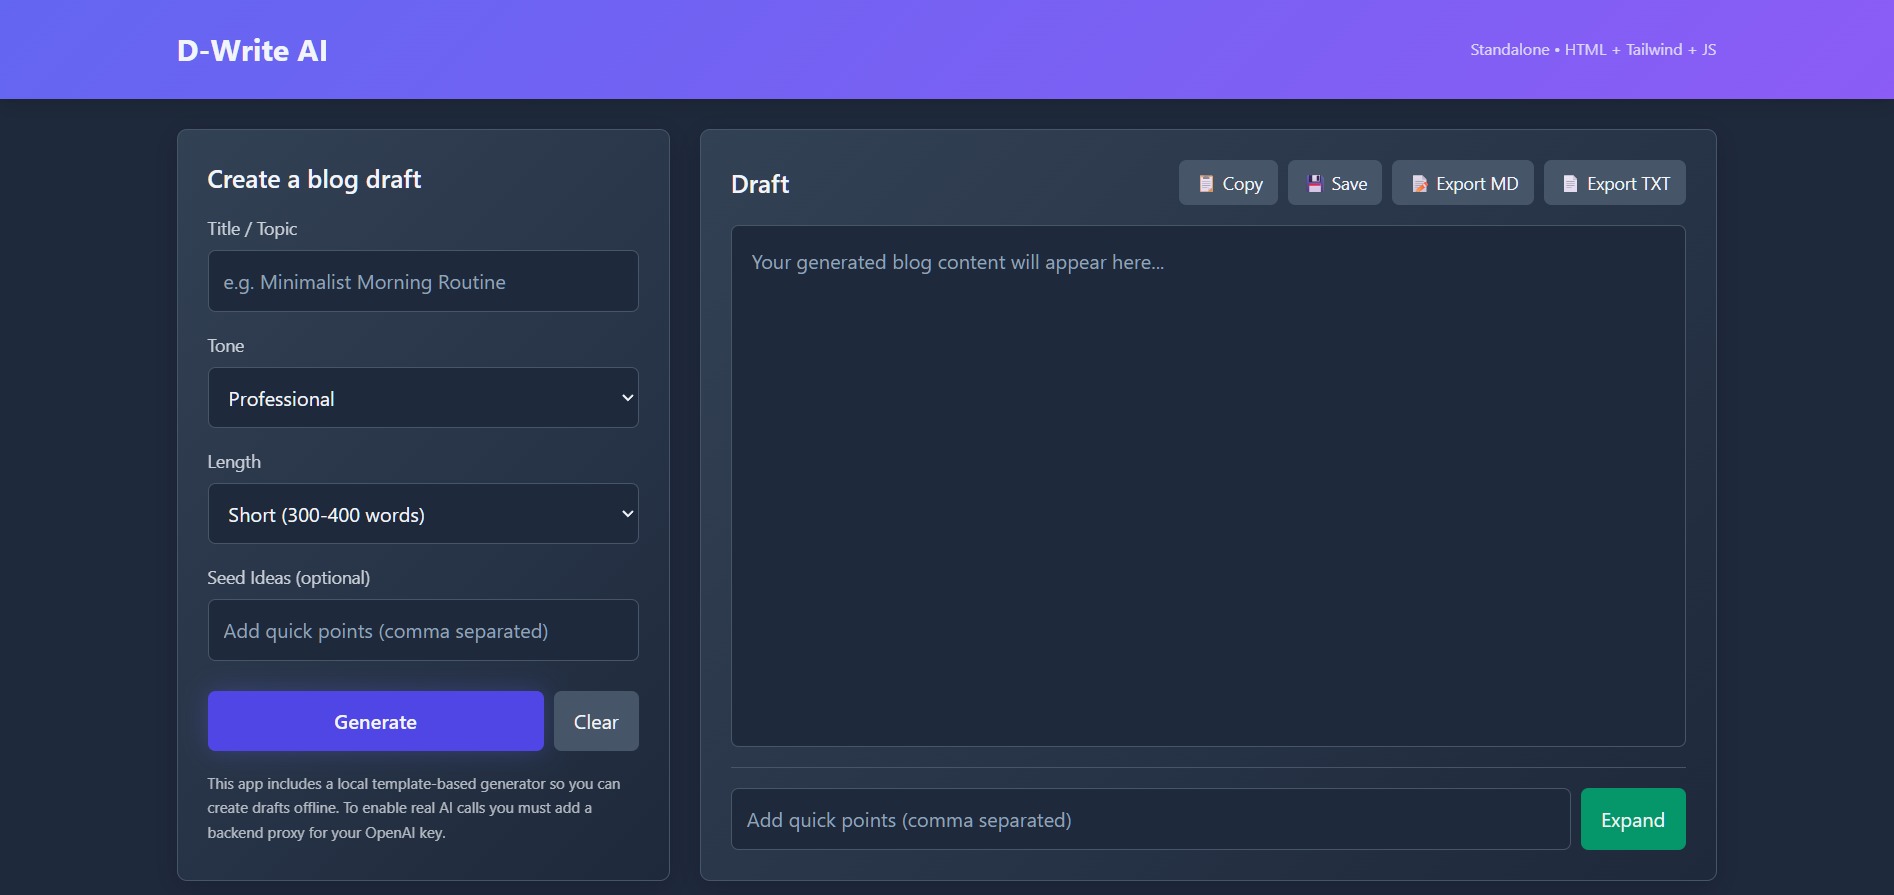 D-Write AI
Standalone • HTML + Tailwind + JS
Create a blog draft
Title / Topic
e.g. Minimalist Morning Routine
Tone
Professional
Length
Short (300-400 words)
Seed Ideas (optional)
Add quick points (comma separated)
Generate
Clear
This app includes a local template-based generator so you can
create drafts offline. To enable real AI calls you must add a
backend proxy for your OpenAI key.
Draft
Copy
Save
Export MD
Export TXT
Your generated blog content will appear here...
Add quick points (comma separated)
Expand